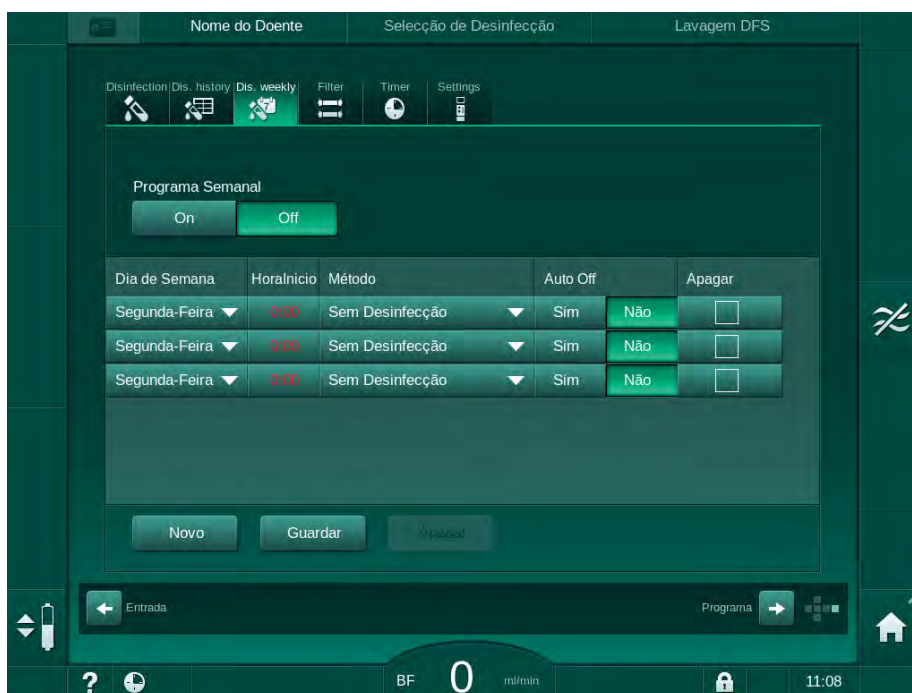 Nome do Doente Selecção de Desinfecção Lavagem DFS
Disinfection Dis. history Dis. weekly Filter Timer Settings
7
Programa Semanal
On Off
Dia de Semana HoraInicio Método Auto Off Apagar
Segunda-Feira 0:00 Sem Desinfecção Sim Não
Segunda-Feira 0:00 Sem Desinfecção Sim Não
Segunda-Feira 0:00 Sem Desinfecção Sim Não
Novo Guardar Apagar
Entrada Programa
? BF 0 ml/min 11:08